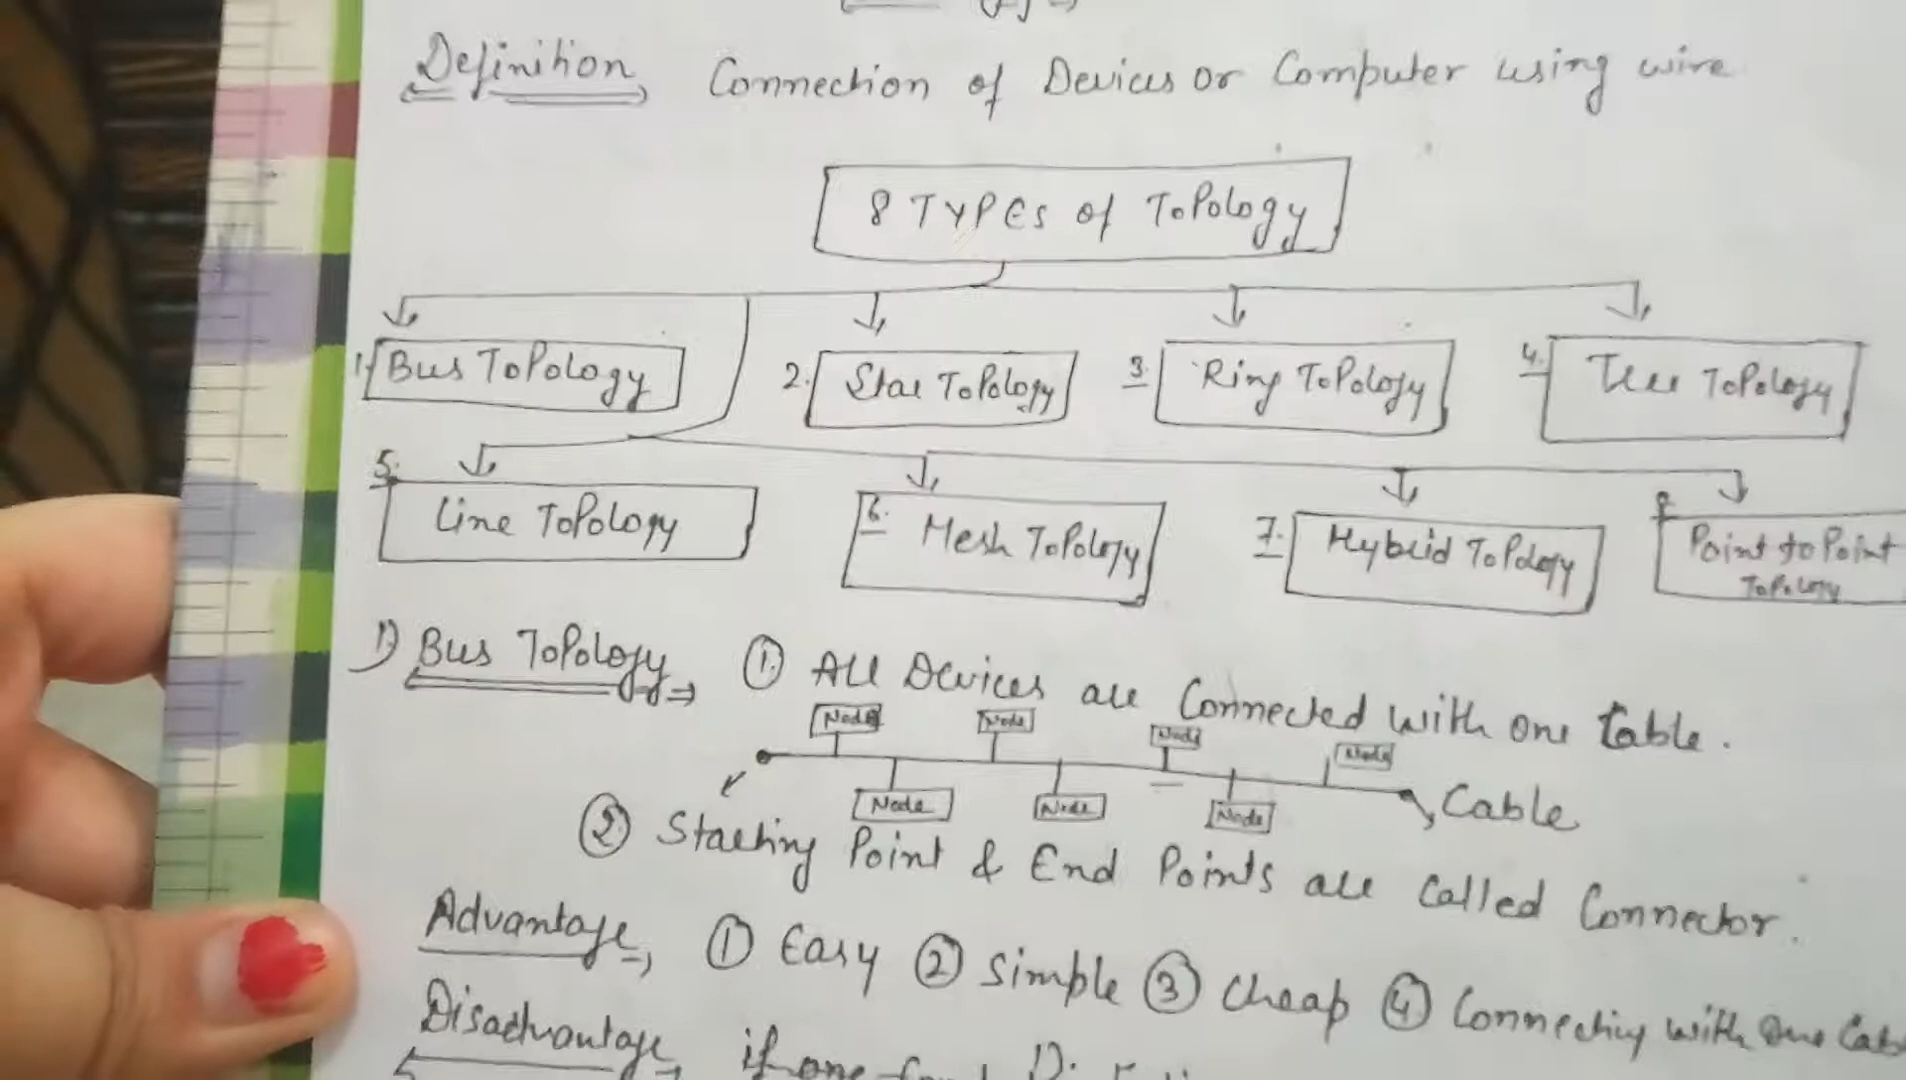 Definition Connection of Devices or Computer using wire
8 TYPES of Topology
1) Bus Topology 2. Star Topology 3. Ring Topology 4. Tree Topology
5. Line Topology 6. Mesh Topology 7. Hybrid Topology 8 Point to Point Topology
1) Bus Topology ① All Devices are Connected with one Cable.
Node Node Node Node
Node Node Node Cable
② Starting Point & End Points are Called Connector.
Advantage ① Easy ② Simple ③ Cheap ④ Connecting with One
Disadvantage if one